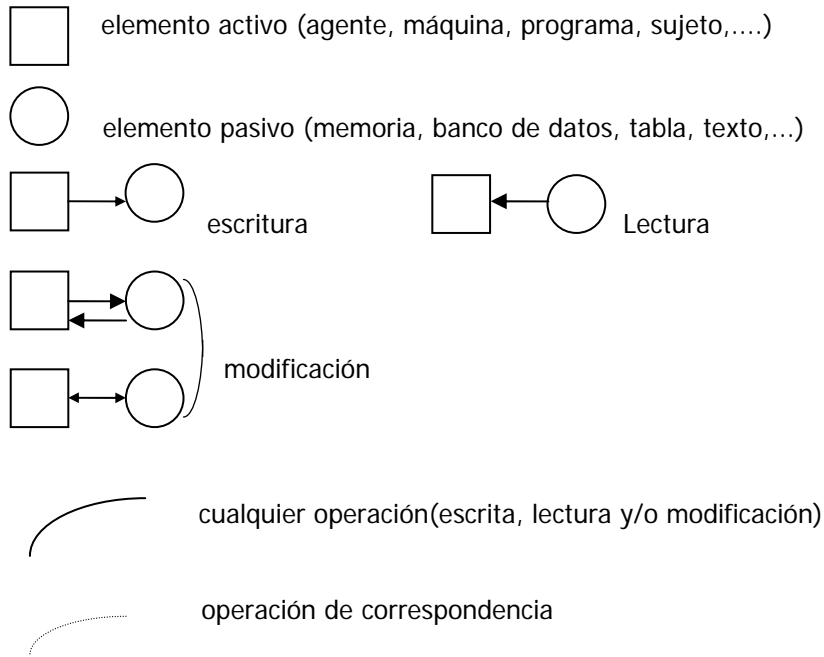 elemento activo (agente, máquina, programa, sujeto,....)
elemento pasivo (memoria, banco de datos, tabla, texto,...)
escritura
Lectura
modificación
cualquier operación(escrita, lectura y/o modificación)
operación de correspondencia